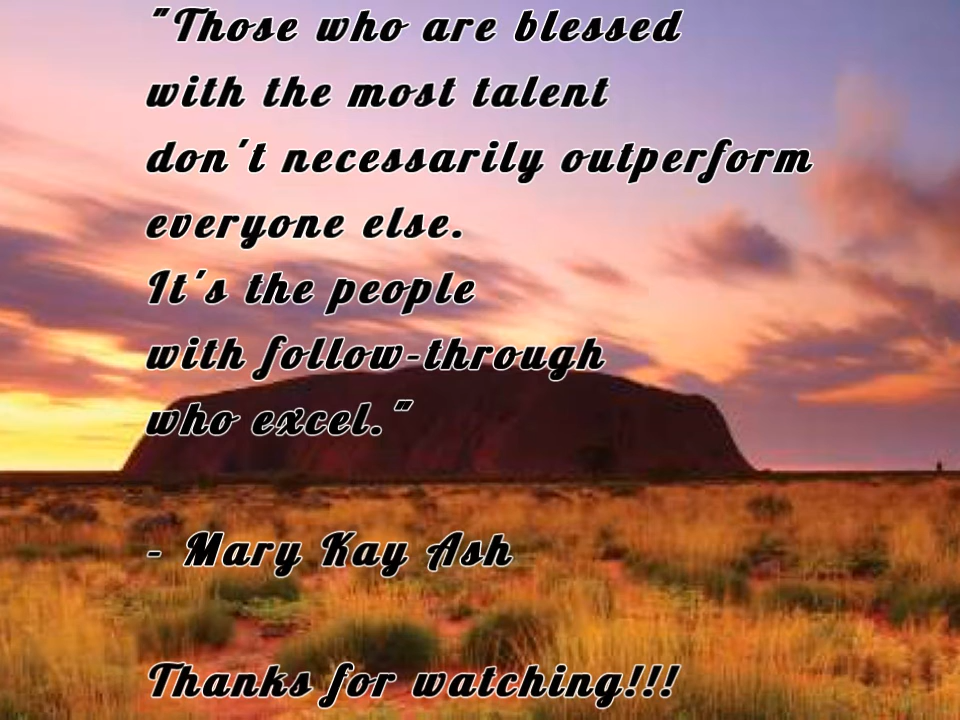 "Those who are blessed
with the most talent
don't necessarily outperform
everyone else.
It's the people
with follow-through
who excel."
- Mary Kay Ash
Thanks for watching!!!